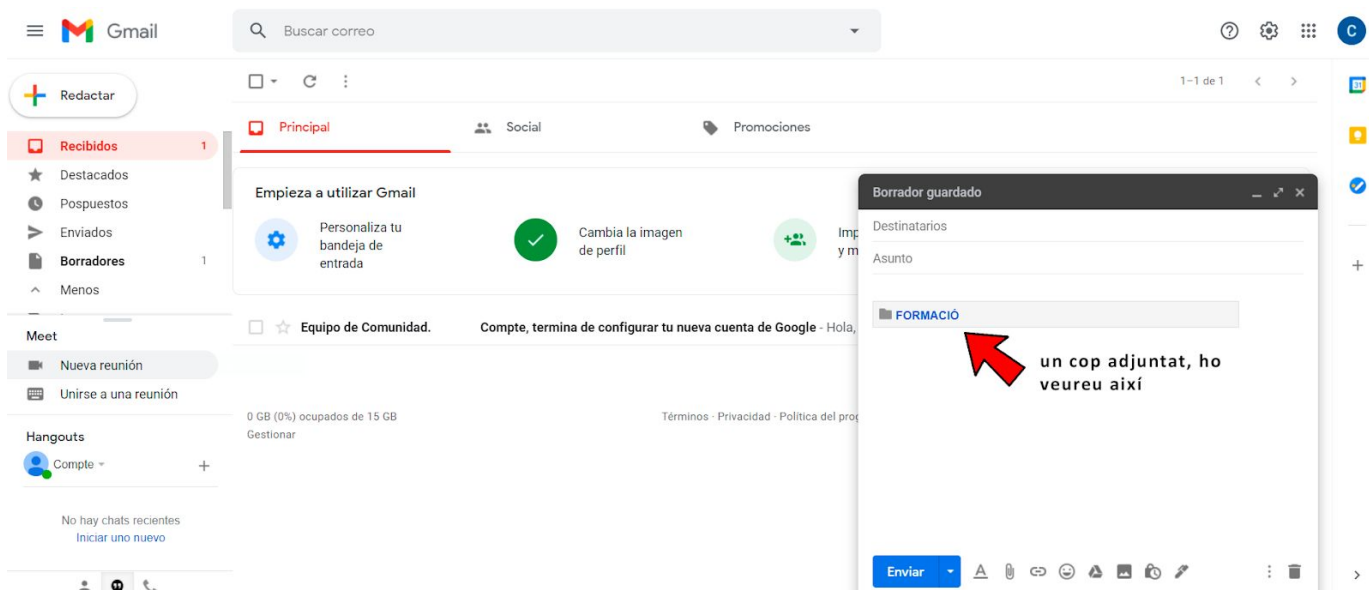 Gmail
Buscar correo
C
Redactar
1–1 de 1
31
Principal
Social
Promociones
Recibidos 1
Destacados
Pospuestos
Enviados
Borradores 1
Menos
Empieza a utilizar Gmail
Personaliza tu
bandeja de
entrada
Cambia la imagen
de perfil
Imp
y m
Equipo de Comunidad. Compte, termina de configurar tu nueva cuenta de Google - Hola,
0 GB (0%) ocupados de 15 GB
Gestionar
Términos · Privacidad · Política del prog
Meet
Nueva reunión
Unirse a una reunión
Hangouts
Compte
No hay chats recientes
Iniciar uno nuevo
Borrador guardado
Destinatarios
Asunto
FORMACIÓ
un cop adjuntat, ho
veureu així
Enviar